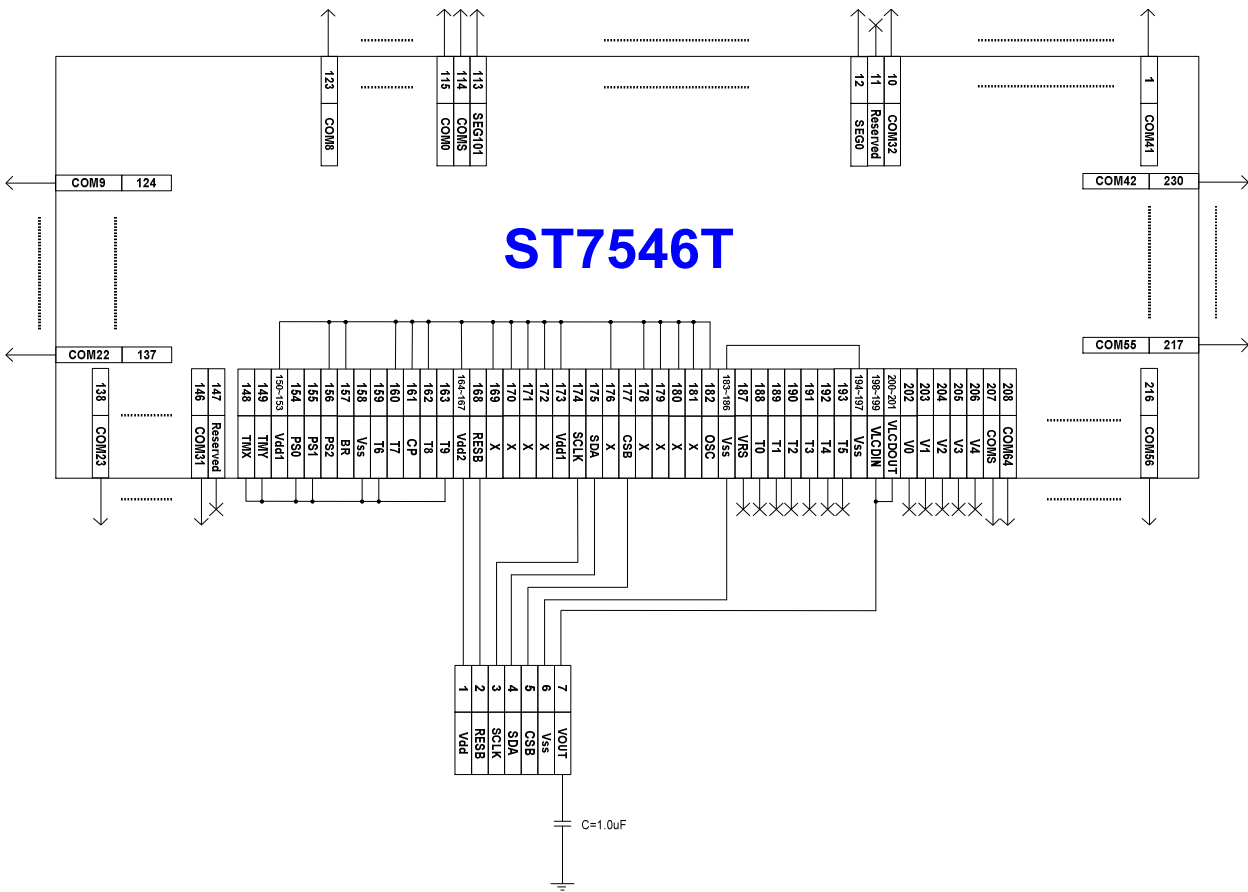 123 COM8
115 COM0
114 COMS
113 SEG101
12 SEG0
11 Reserved
10 COM32
1 COM41
COM9 124
COM42 230
ST7546T
COM22 137
COM55 217
138 COM23
146 COM31
147 Reserved
148 TMX
149 TMY
150~153 Vdd1
154 PS0
155 PS1
156 PS2
157 BR
158 Vss
159 T6
160 T7
161 CP
162 T8
163 T9
164~167 Vdd2
168 RESB
169 X
170 X
171 X
172 X
173 Vdd1
174 SCLK
175 SDA
176 X
177 CSB
178 X
179 X
180 X
181 X
182 OSC
183~186 Vss
187 VRS
188 T0
189 T1
190 T2
191 T3
192 T4
193 T5
194~197 Vss
198~199 VLCDIN
200~201 VLCDOUT
202 V0
203 V1
204 V2
205 V3
206 V4
207 COMS
208 COM64
216 COM56
1 Vdd
2 RESB
3 SCLK
4 SDA
5 CSB
6 Vss
7 VOUT
C=1.0uF